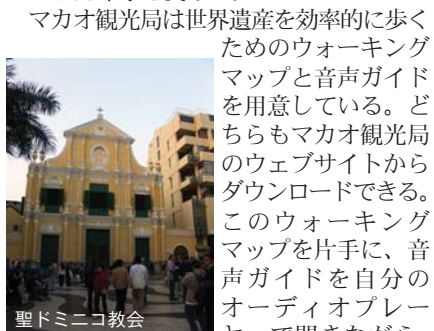 マカオ観光局は世界遺産を効率的に歩く
ためのウォーキング
マップと音声ガイド
を用意している。ど
ちらもマカオ観光局
のウェブサイトから
ダウンロードできる。
このウォーキング
マップを片手に、音
声ガイドを自分の
オーディオプレー
聖ドミニコ教会